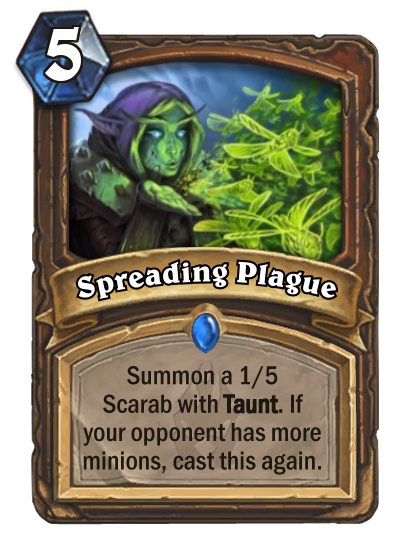 5
Spreading Plague
Summon a 1/5
Scarab with Taunt. If
your opponent has more
minions, cast this again.